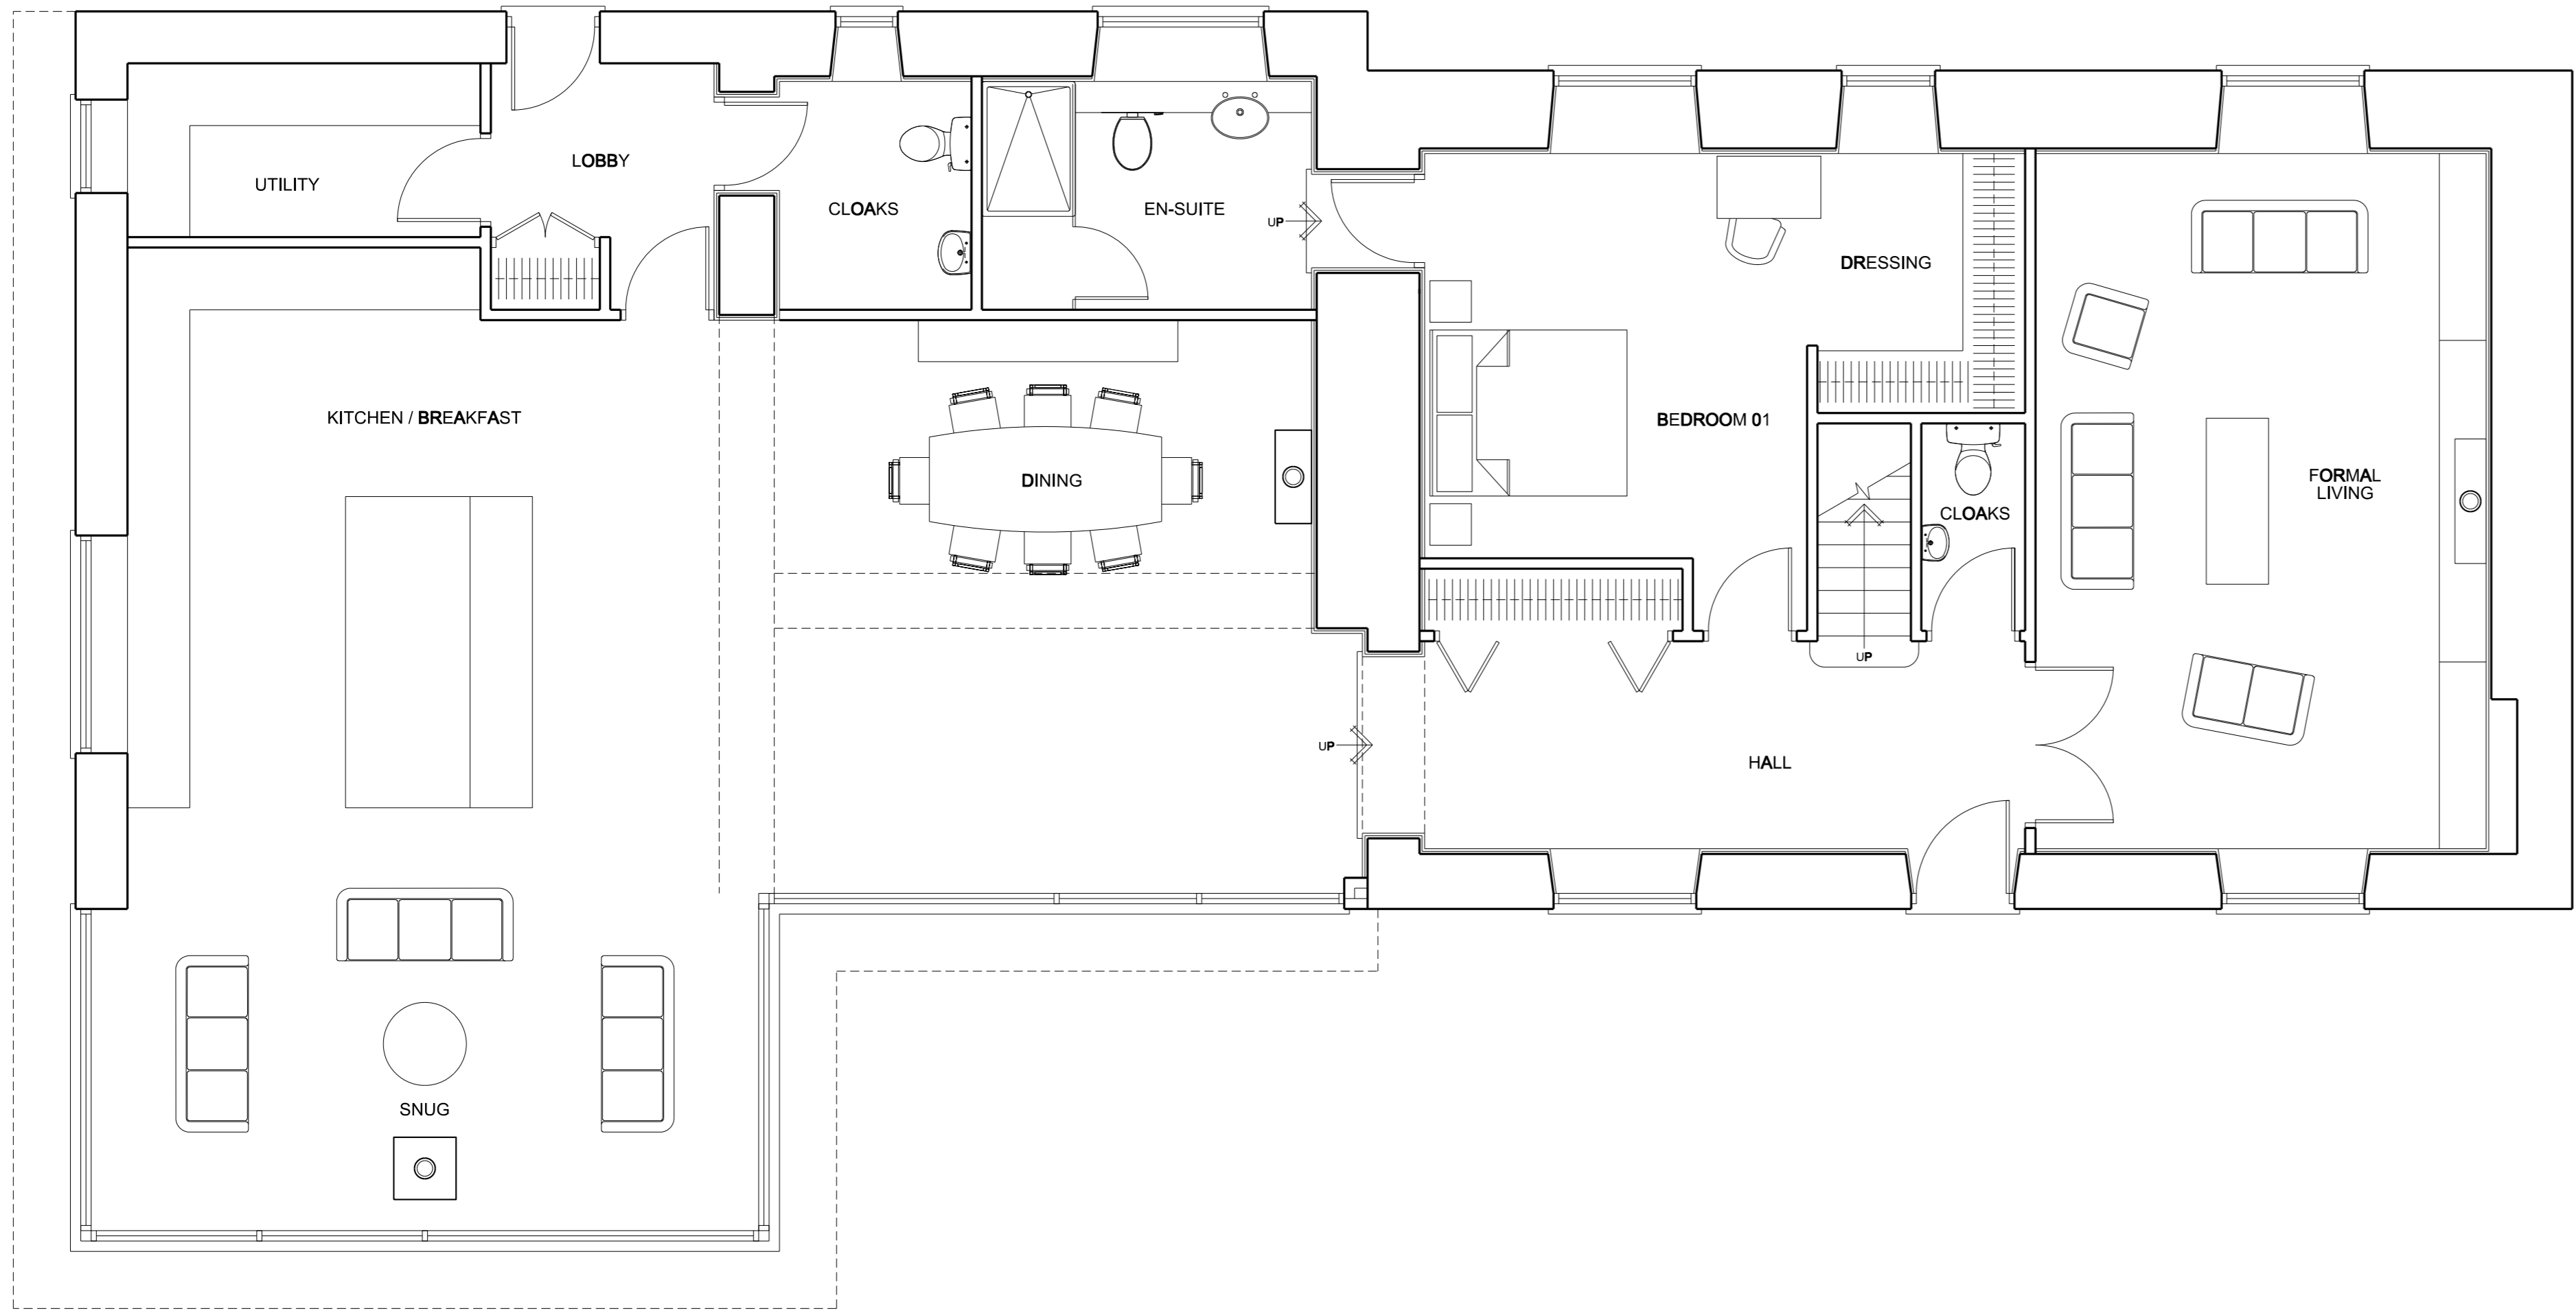 LOBBY
UTILITY
CLOAKS
EN-SUITE
UP
DRESSING
KITCHEN / BREAKFAST
BEDROOM 01
DINING
FORMAL
LIVING
CLOAKS
UP
UP
HALL
SNUG